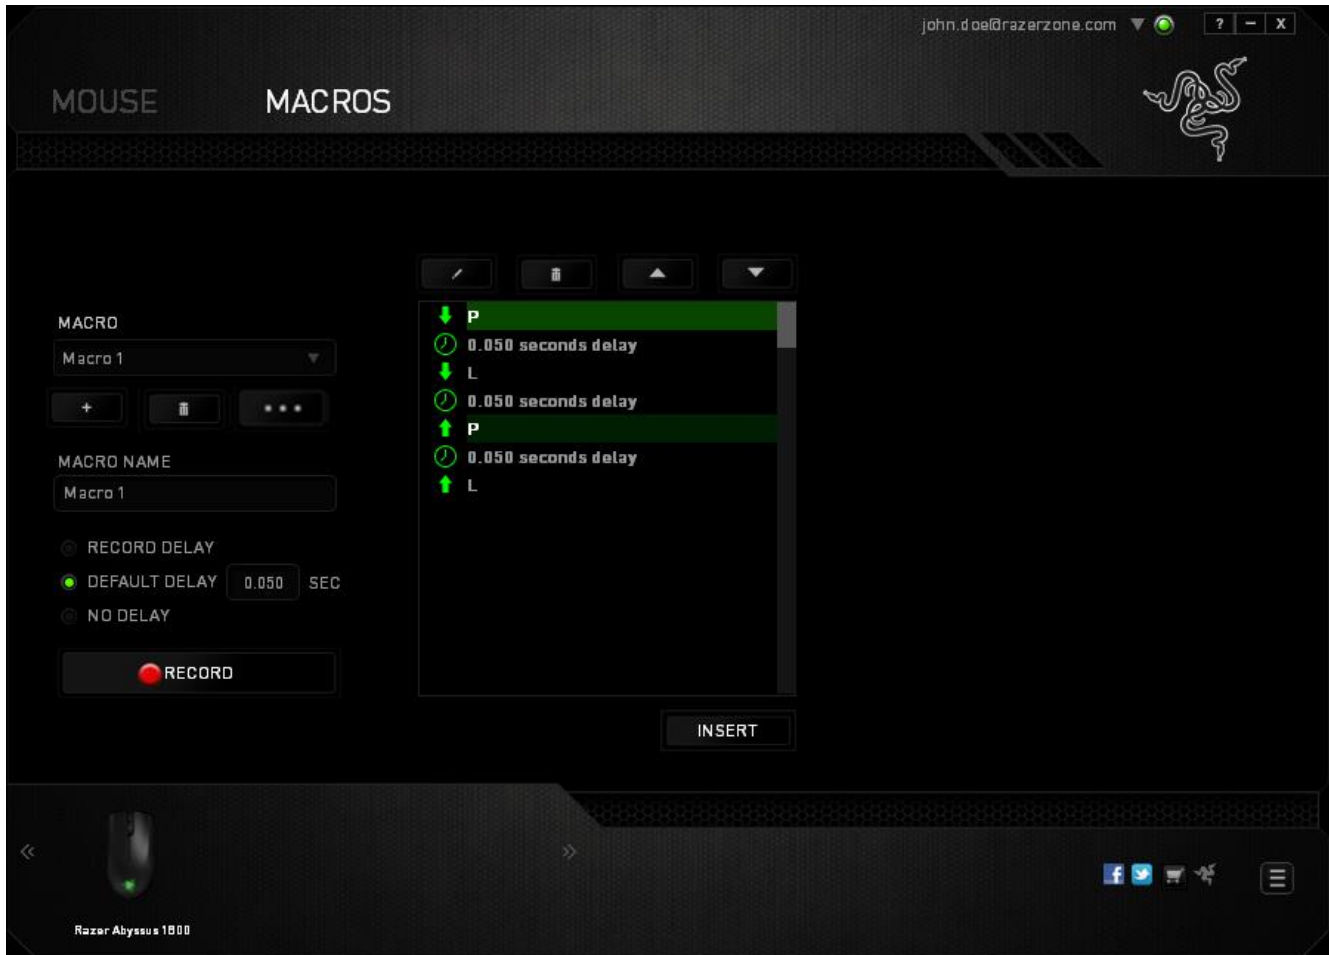 john.doe@razerzone.com
? - X
MOUSE MACROS
MACRO
Macro 1
+
MACRO NAME
Macro 1
RECORD DELAY
DEFAULT DELAY 0.050 SEC
NO DELAY
RECORD
P
0.050 seconds delay
L
0.050 seconds delay
P
0.050 seconds delay
L
INSERT
Razer Abyssus 1800